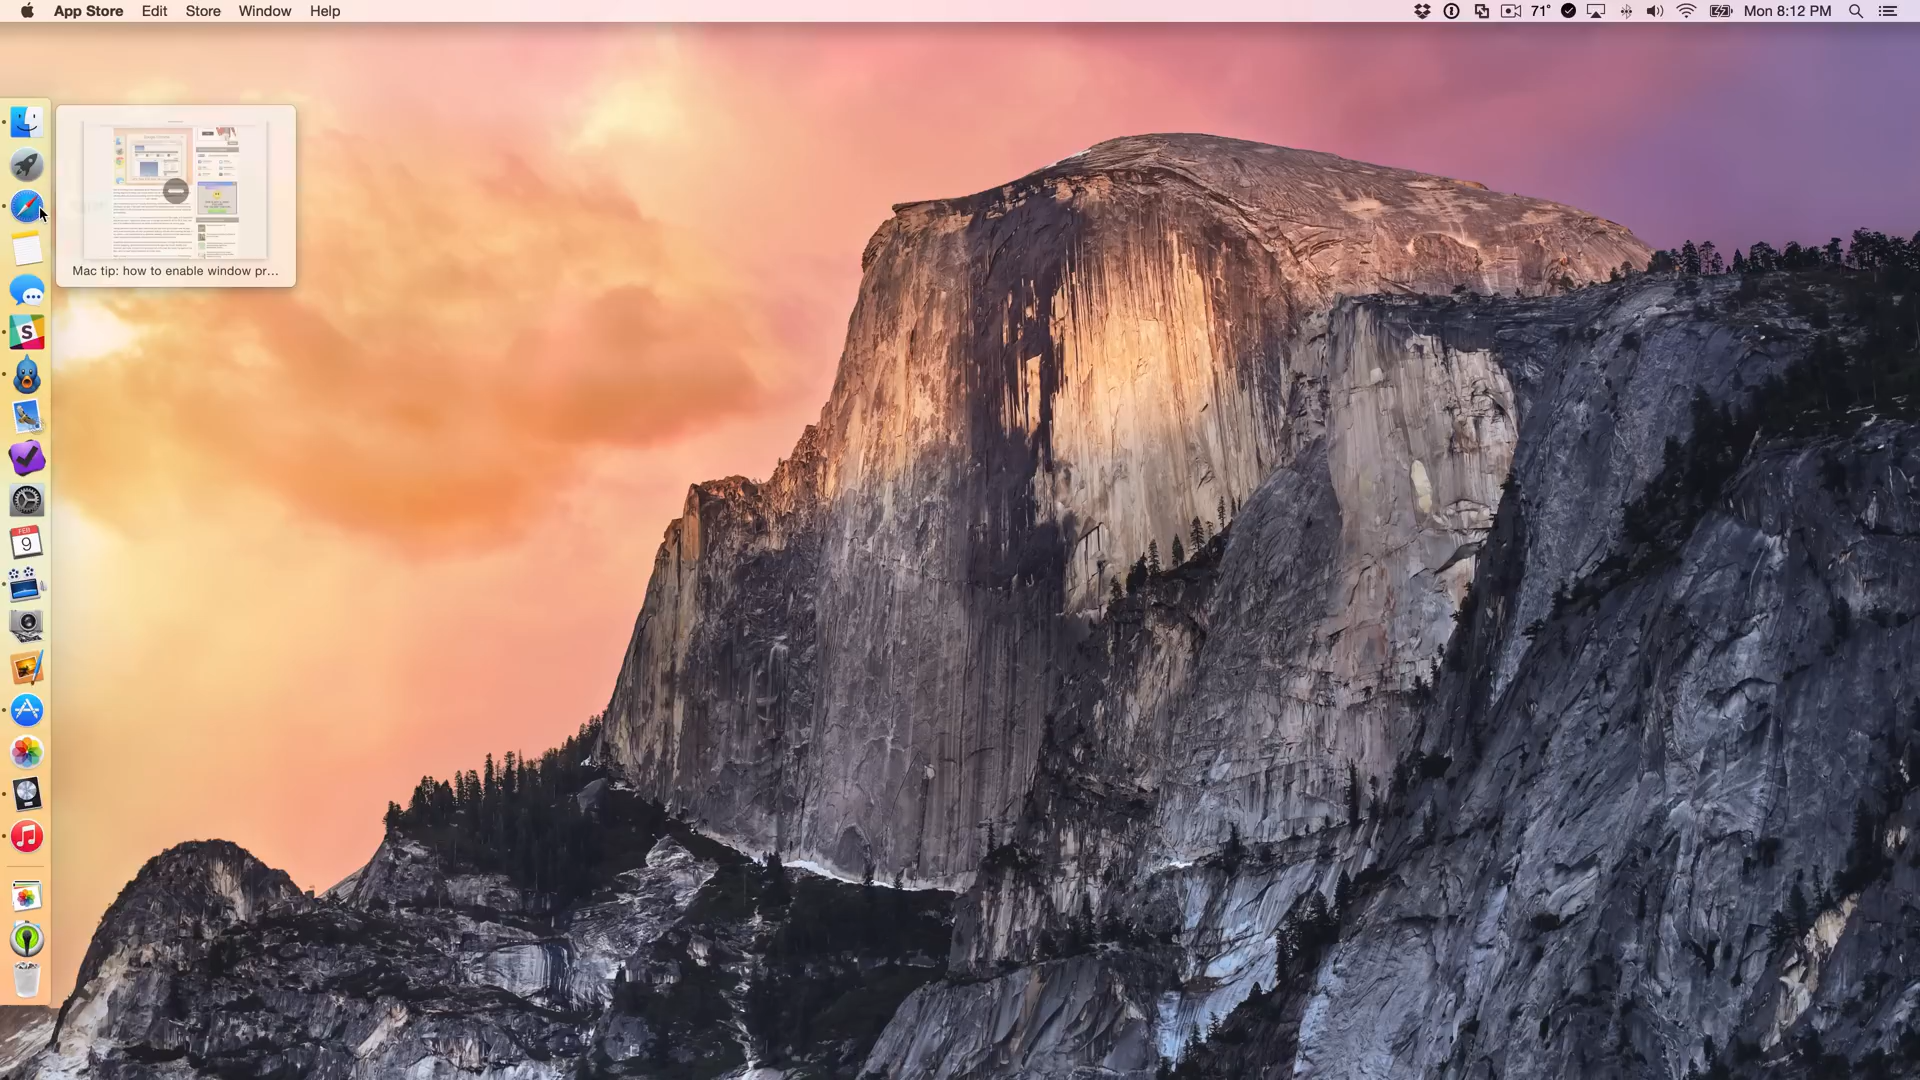 App Store Edit Store Window Help
71° Mon 8:12 PM
Mac tip: how to enable window pr...
S
FEB
9